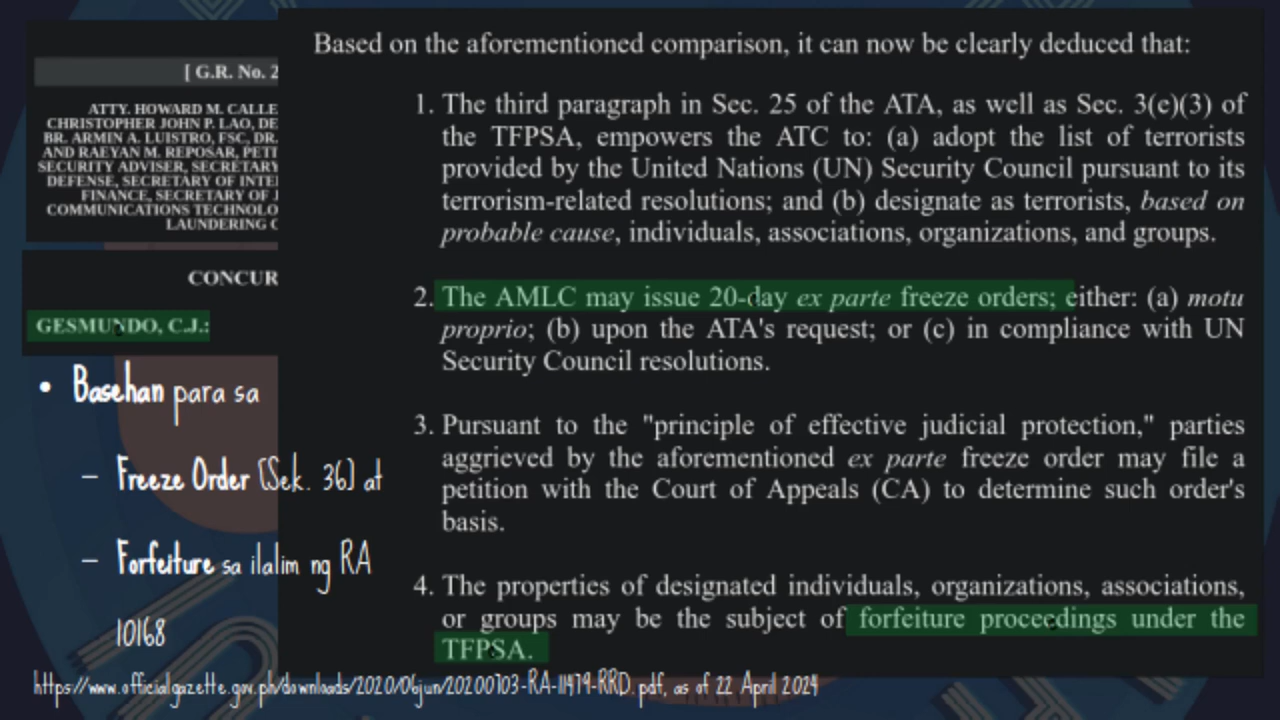 [ G.R. No. 2
ATTY. HOWARD M. CALLE
CHRISTOPHER JOHN P. LAO, DE
BR. ARMIN A. LUISTRO, FSC, DR.
AND RAEYAN M. REPOSAR, PETI
SECURITY ADVISER, SECRETARY
DEFENSE, SECRETARY OF INTE
FINANCE, SECRETARY OF J
COMMUNICATIONS TECHNOLO
LAUNDERING C
CONCUR
GESMUNDO, C.J.:
• Basehan para sa
– Freeze Order (Sek. 36) at
– Forfeiture sa ilalim ng RA
10168
Based on the aforementioned comparison, it can now be clearly deduced that:
1. The third paragraph in Sec. 25 of the ATA, as well as Sec. 3(e)(3) of
the TFPSA, empowers the ATC to: (a) adopt the list of terrorists
provided by the United Nations (UN) Security Council pursuant to its
terrorism-related resolutions; and (b) designate as terrorists, based on
probable cause, individuals, associations, organizations, and groups.
2. The AMLC may issue 20-day ex parte freeze orders; either: (a) motu
proprio; (b) upon the ATA's request; or (c) in compliance with UN
Security Council resolutions.
3. Pursuant to the "principle of effective judicial protection," parties
aggrieved by the aforementioned ex parte freeze order may file a
petition with the Court of Appeals (CA) to determine such order's
basis.
4. The properties of designated individuals, organizations, associations,
or groups may be the subject of forfeiture proceedings under the
TFPSA.
https://www.officialgazette.gov.ph/downloads/2020/06jun/20200703-RA-11479-RRD.pdf, as of 22 April 2024